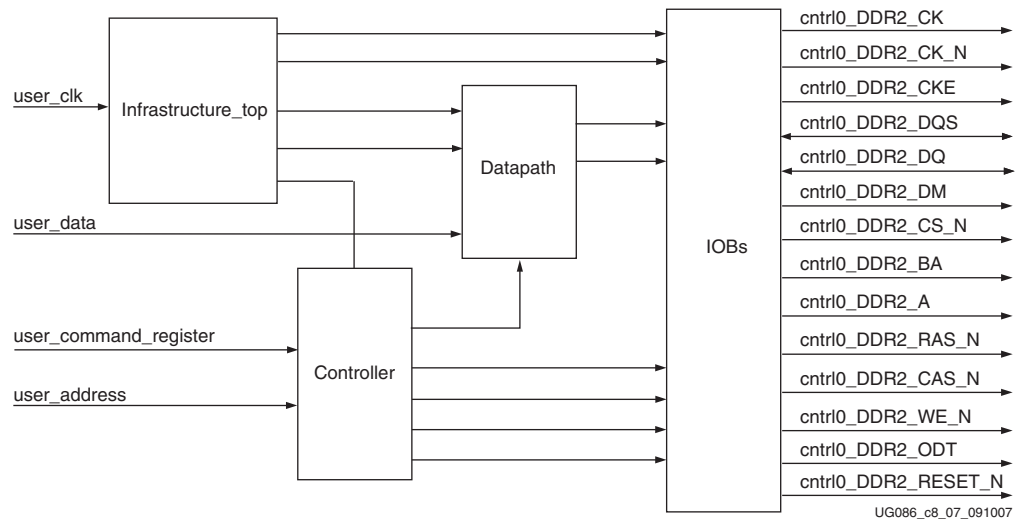 cntrl0_DDR2_CK
cntrl0_DDR2_CK_N
user_clk
Infrastructure_top
cntrl0_DDR2_CKE
cntrl0_DDR2_DQS
Datapath
cntrl0_DDR2_DQ
cntrl0_DDR2_DM
user_data
cntrl0_DDR2_CS_N
IOBs
cntrl0_DDR2_BA
cntrl0_DDR2_A
user_command_register
cntrl0_DDR2_RAS_N
Controller
cntrl0_DDR2_CAS_N
user_address
cntrl0_DDR2_WE_N
cntrl0_DDR2_ODT
cntrl0_DDR2_RESET_N
UG086_c8_07_091007